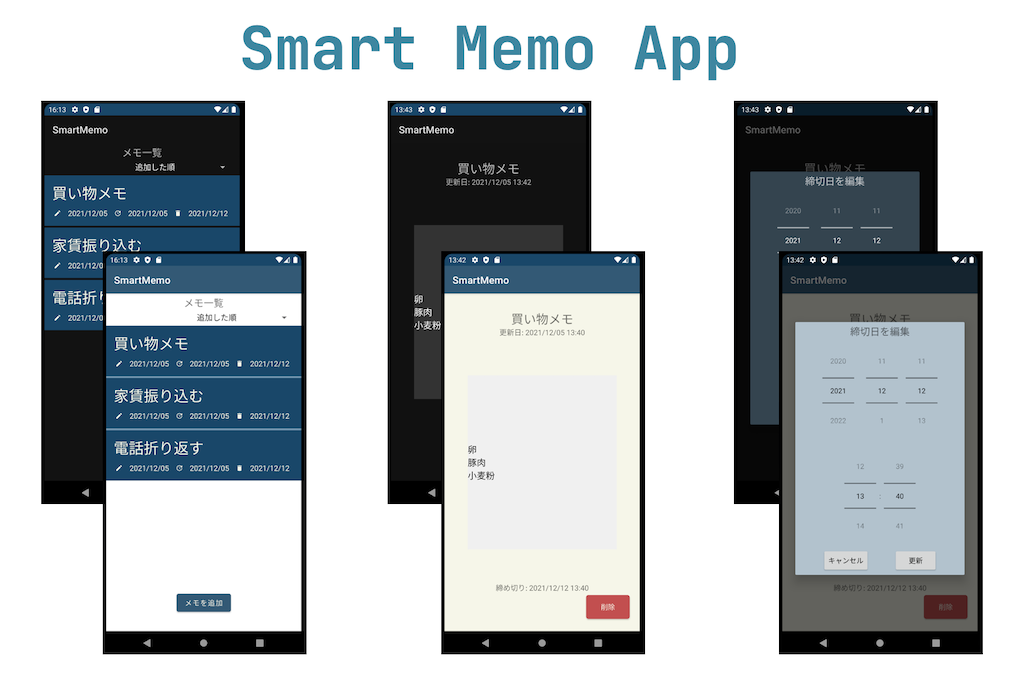 Smart Memo App
16:13
SmartMemo
メモ一覧
追加した順
買い物メモ
2021/12/05 2021/12/05 2021/12/12
家賃振り込む
2021/12/0
電話折り
2021/12/0
16:13
SmartMemo
メモ一覧
追加した順
買い物メモ
2021/12/05 2021/12/05 2021/12/12
家賃振り込む
2021/12/05 2021/12/05 2021/12/12
電話折り返す
2021/12/05 2021/12/05 2021/12/12
メモを追加
13:43
SmartMemo
買い物メモ
更新日: 2021/12/05 13:42
卵
豚肉
小麦粉
13:42
SmartMemo
買い物メモ
更新日: 2021/12/05 13:40
卵
豚肉
小麦粉
締め切り: 2021/12/12 13:40
削除
13:43
SmartMemo
買い物メモ
締切日を編集
2020 11 11
2021 12 12
13:42
SmartMemo
買い物メモ
締切日を編集
2020 11 11
2021 12 12
2022 1 13
12 39
13 : 40
14 41
キャンセル 更新
締め切り: 2021/12/12 13:40
削除